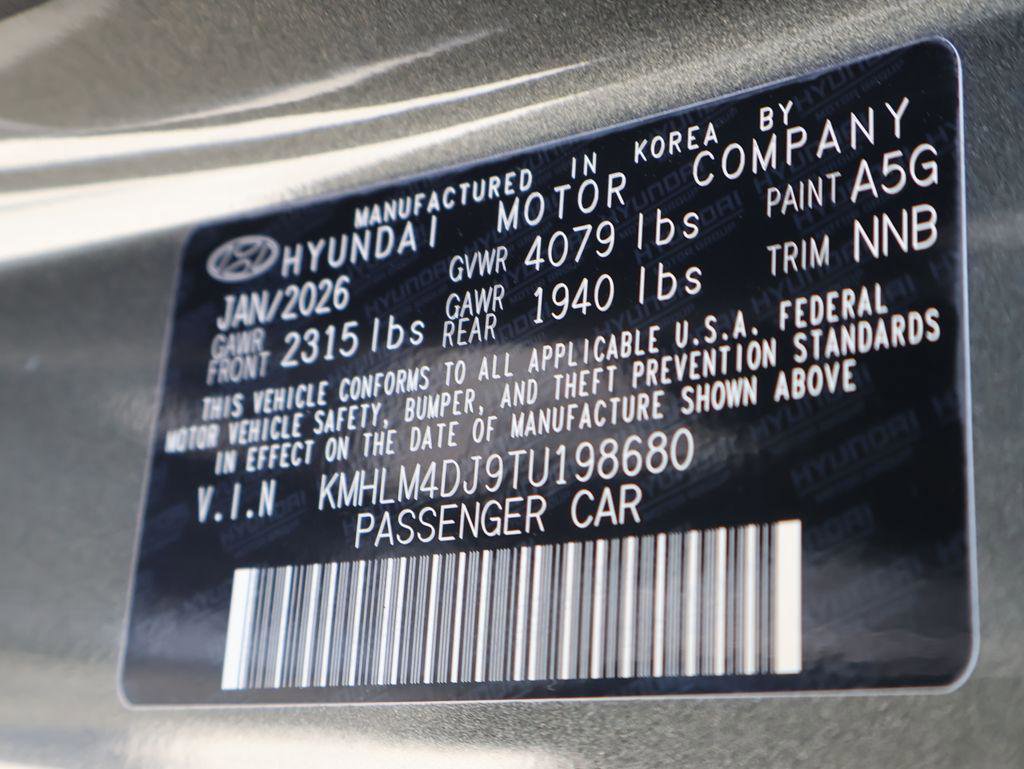 MANUFACTURED IN KOREA BY
HYUNDAI MOTOR COMPANY
JAN/2026 GVWR 4079 lbs PAINT A5G
GAWR FRONT 2315 lbs GAWR REAR 1940 lbs TRIM NNB
THIS VEHICLE CONFORMS TO ALL APPLICABLE U.S.A. FEDERAL
MOTOR VEHICLE SAFETY, BUMPER, AND THEFT PREVENTION STANDARDS
IN EFFECT ON THE DATE OF MANUFACTURE SHOWN ABOVE
V.I.N KMHLM4DJ9TU198680
PASSENGER CAR